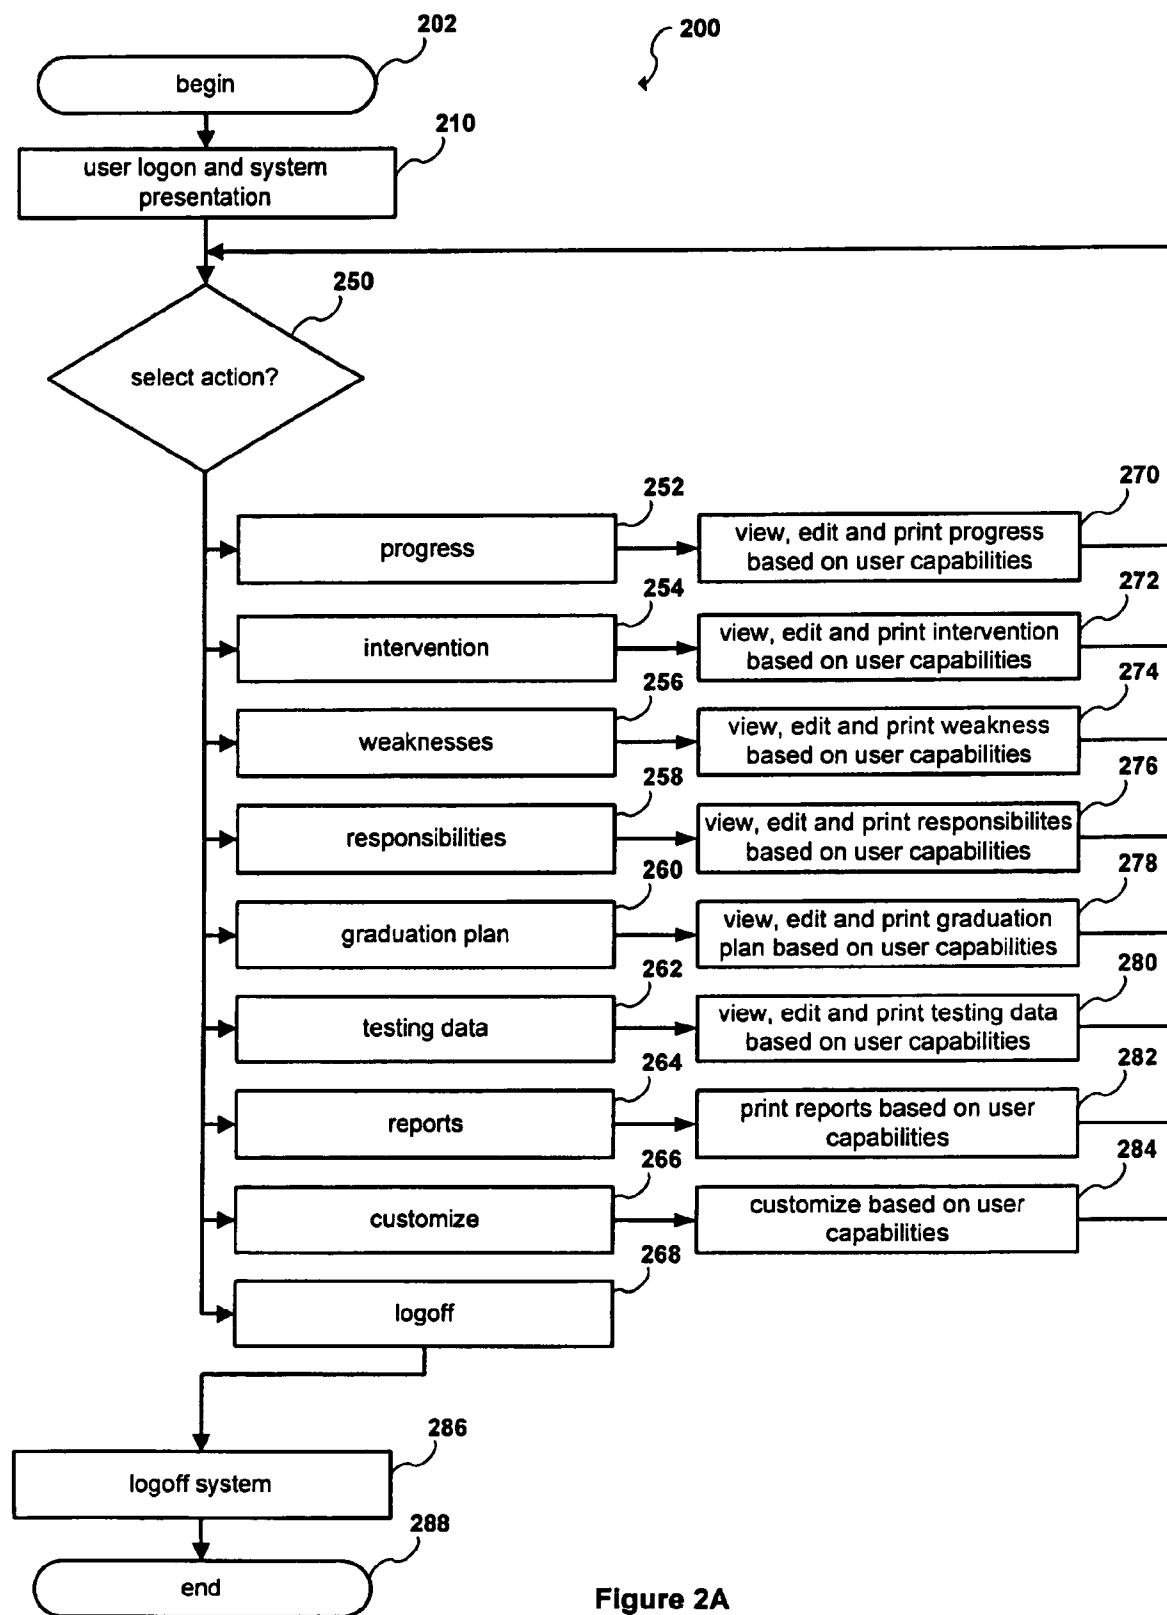 202
200
begin
210
user logon and system
presentation
250
select action?
252
270
progress
view, edit and print progress
based on user capabilities
254
272
intervention
view, edit and print intervention
based on user capabilities
256
274
weaknesses
view, edit and print weakness
based on user capabilities
258
276
responsibilities
view, edit and print responsibilites
based on user capabilities
260
278
graduation plan
view, edit and print graduation
plan based on user capabilities
262
280
testing data
view, edit and print testing data
based on user capabilities
264
282
reports
print reports based on user
capabilities
266
284
customize
customize based on user
capabilities
268
logoff
286
logoff system
288
end
Figure 2A